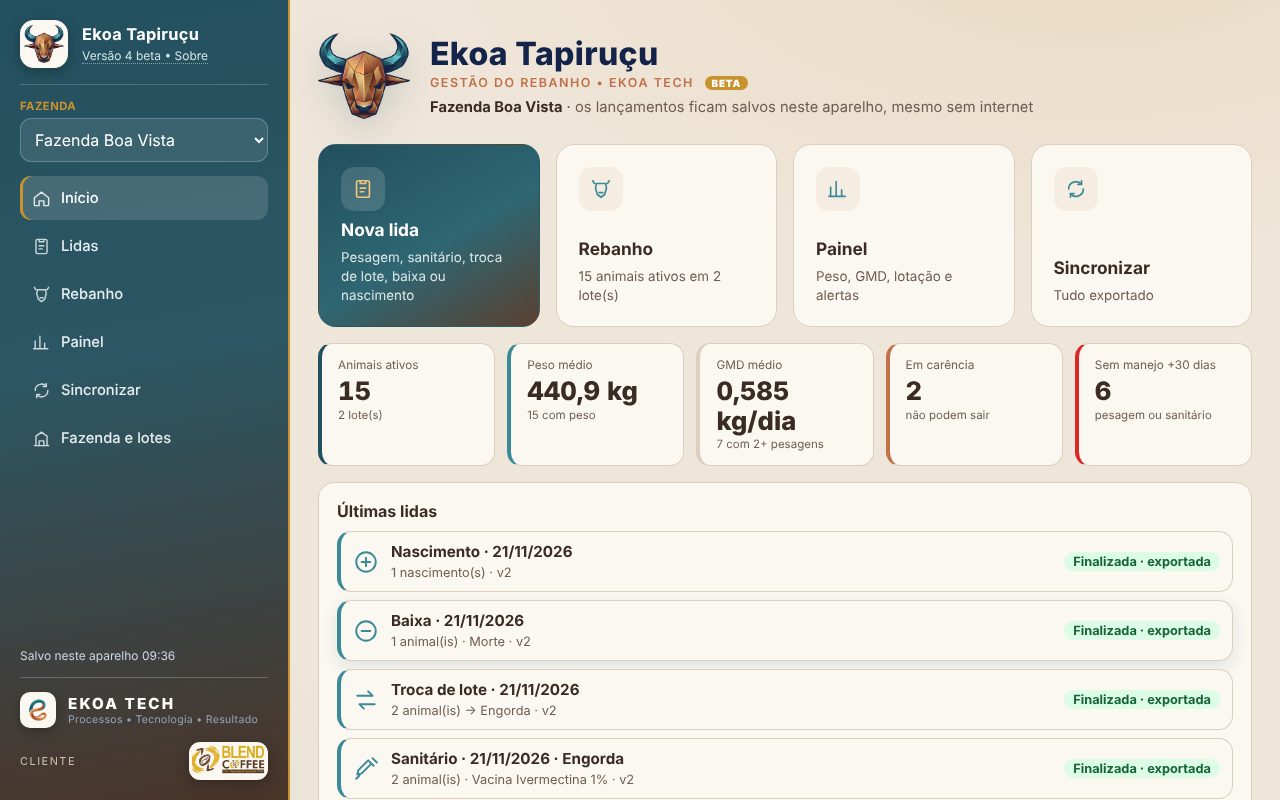 Ekoa Tapiruçu
Versão 4 beta • Sobre
FAZENDA
Fazenda Boa Vista
Início
Lidas
Rebanho
Painel
Sincronizar
Fazenda e lotes
Salvo neste aparelho 09:36
EKOA TECH
Processos • Tecnologia • Resultado
CLIENTE
BLEND
COFFEE
Ekoa Tapiruçu
GESTÃO DO REBANHO • EKOA TECH BETA
Fazenda Boa Vista · os lançamentos ficam salvos neste aparelho, mesmo sem internet
Nova lida
Pesagem, sanitário, troca
de lote, baixa ou
nascimento
Rebanho
15 animais ativos em 2
lote(s)
Painel
Peso, GMD, lotação e
alertas
Sincronizar
Tudo exportado
Animais ativos
15
2 lote(s)
Peso médio
440,9 kg
15 com peso
GMD médio
0,585
kg/dia
7 com 2+ pesagens
Em carência
2
não podem sair
Sem manejo +30 dias
6
pesagem ou sanitário
Últimas lidas
Nascimento · 21/11/2026
1 nascimento(s) · v2
Finalizada · exportada
Baixa · 21/11/2026
1 animal(is) · Morte · v2
Finalizada · exportada
Troca de lote · 21/11/2026
2 animal(is) → Engorda · v2
Finalizada · exportada
Sanitário · 21/11/2026 · Engorda
2 animal(is) · Vacina Ivermectina 1% · v2
Finalizada · exportada